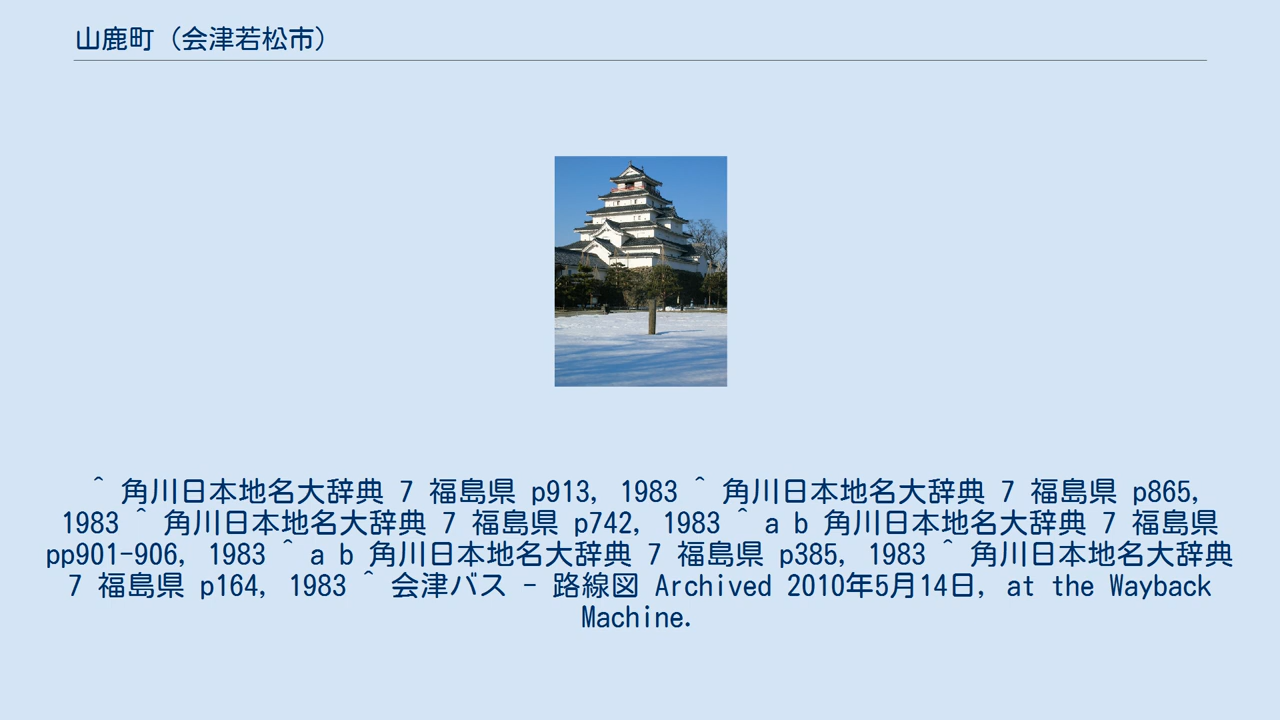 山鹿町（会津若松市）
^ 角川日本地名大辞典 7 福島県 p913, 1983 ^ 角川日本地名大辞典 7 福島県 p865,
1983 ^ 角川日本地名大辞典 7 福島県 p742, 1983 ^ a b 角川日本地名大辞典 7 福島県
pp901-906, 1983 ^ a b 角川日本地名大辞典 7 福島県 p385, 1983 ^ 角川日本地名大辞典
7 福島県 p164, 1983 ^ 会津バス - 路線図 Archived 2010年5月14日, at the Wayback
Machine.